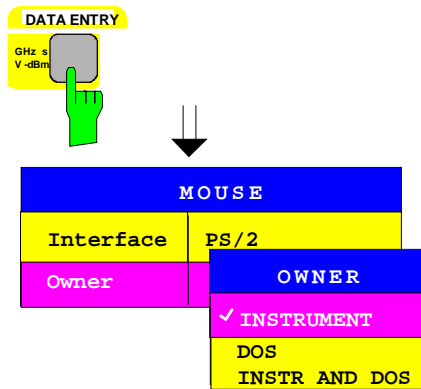 DATA ENTRY
GHz s
V -dBm
MOUSE
Interface PS/2
Owner
OWNER
✓ INSTRUMENT
DOS
INSTR AND DOS